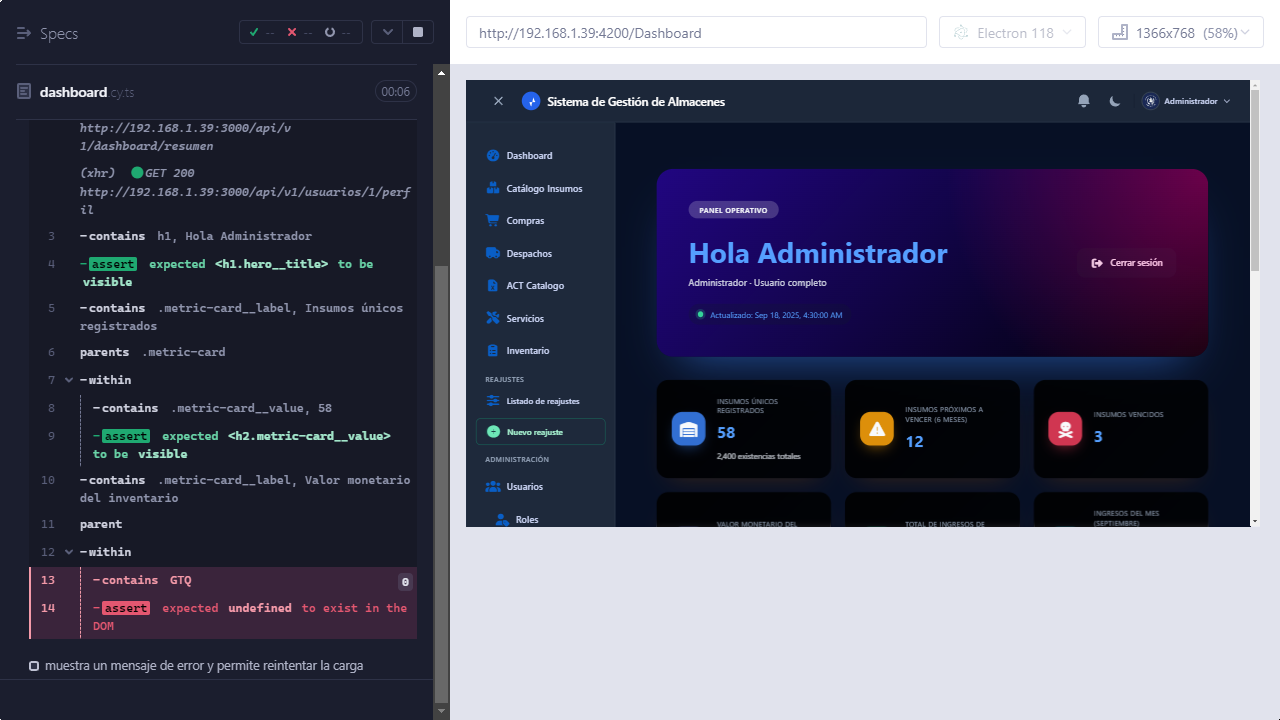 Specs
-- -- --
dashboard.cy.ts
00:06
http://192.168.1.39:3000/api/v
1/dashboard/resumen
(xhr) GET 200
http://192.168.1.39:3000/api/v1/usuarios/1/perf
il
3 -contains h1, Hola Administrador
4 -assert expected <h1.hero__title> to be
visible
5 -contains .metric-card__label, Insumos únicos
registrados
6 parents .metric-card
7 -within
8 -contains .metric-card__value, 58
9 -assert expected <h2.metric-card__value>
to be visible
10 -contains .metric-card__label, Valor monetario
del inventario
11 parent
12 -within
13 -contains GTQ 0
14 -assert expected undefined to exist in the
DOM
muestra un mensaje de error y permite reintentar la carga
http://192.168.1.39:4200/Dashboard
Electron 118
1366x768 (58%)
Sistema de Gestión de Almacenes
Administrador
Dashboard
Catálogo Insumos
Compras
Despachos
ACT Catalogo
Servicios
Inventario
REAJUSTES
Listado de reajustes
Nuevo reajuste
ADMINISTRACIÓN
Usuarios
Roles
PANEL OPERATIVO
Hola Administrador
Administrador · Usuario completo
Actualizado: Sep 18, 2025, 4:30:00 AM
Cerrar sesión
INSUMOS ÚNICOS
REGISTRADOS
58
2,400 existencias totales
INSUMOS PRÓXIMOS A
VENCER (6 MESES)
12
INSUMOS VENCIDOS
3
VALOR MONETARIO DEL
TOTAL DE INGRESOS DE
INGRESOS DEL MES
(SEPTIEMBRE)